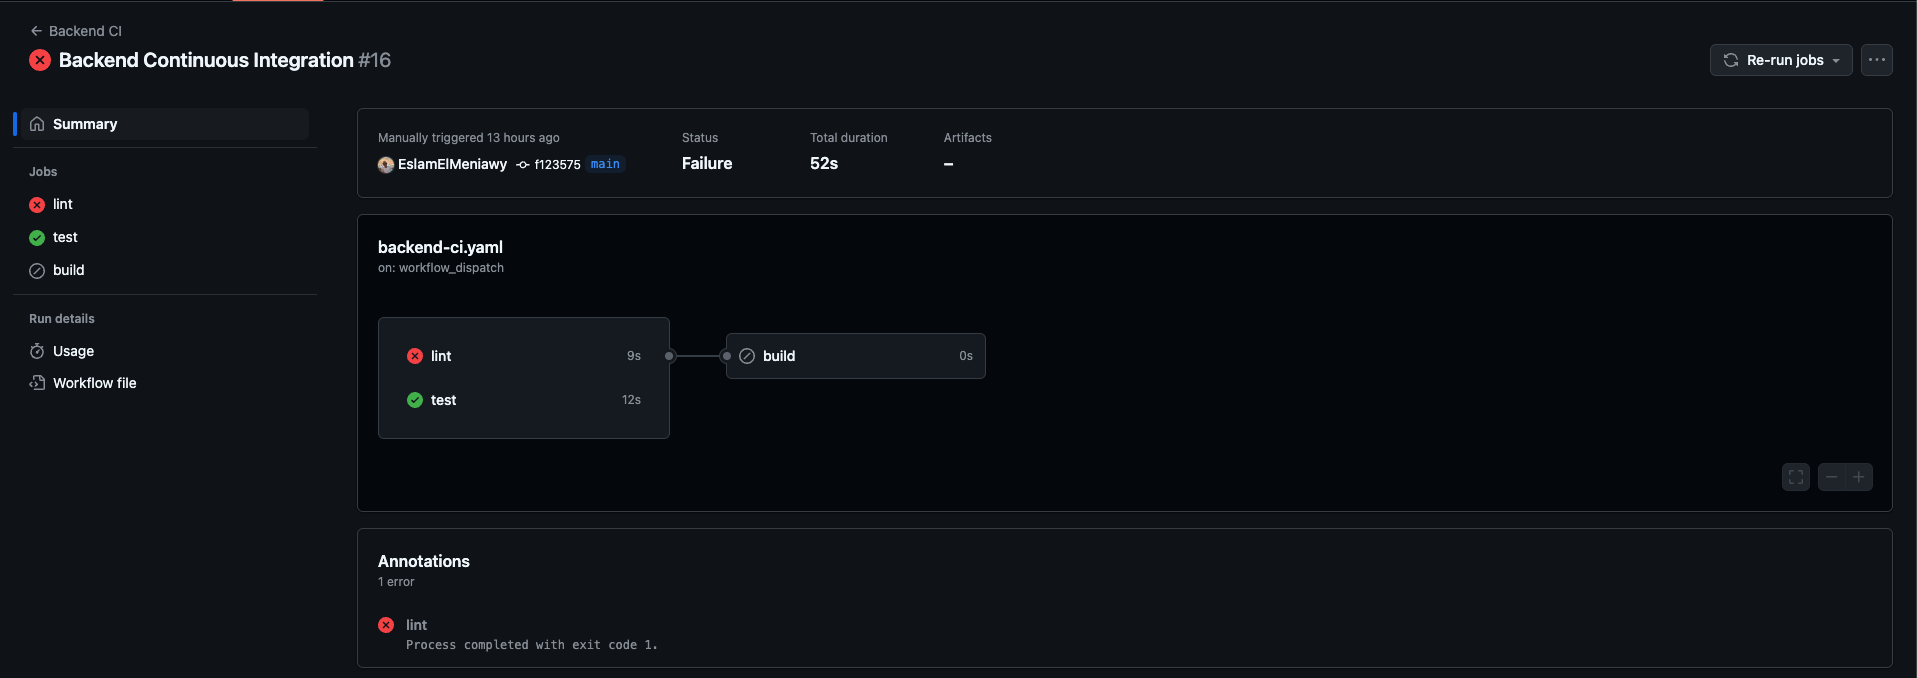 Backend CI
Backend Continuous Integration #16
Re-run jobs
Summary
Jobs
lint
test
build
Run details
Usage
Workflow file
Manually triggered 13 hours ago
EslamElMeniawy f123575 main
Status
Failure
Total duration
52s
Artifacts
–
backend-ci.yaml
on: workflow_dispatch
lint 9s
test 12s
build 0s
Annotations
1 error
lint
Process completed with exit code 1.